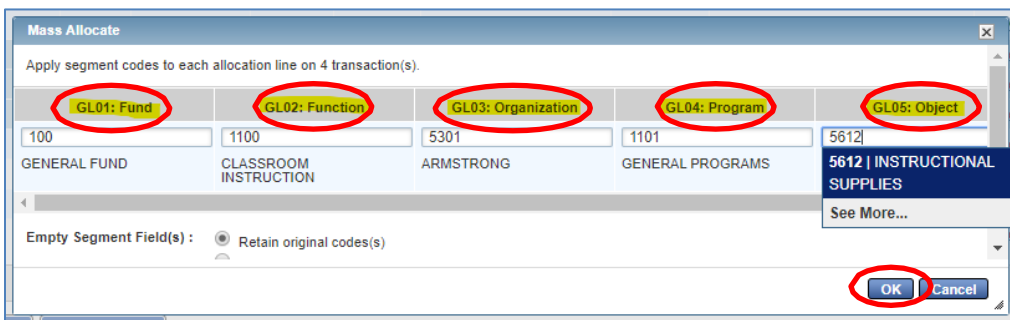 Mass Allocate
Apply segment codes to each allocation line on 4 transaction(s).
GL01: Fund GL02: Function GL03: Organization GL04: Program GL05: Object
100 1100 5301 1101 5612
GENERAL FUND CLASSROOM ARMSTRONG GENERAL PROGRAMS 5612 | INSTRUCTIONAL
INSTRUCTION SUPPLIES
See More...
Empty Segment Field(s) : Retain original codes(s)
OK Cancel